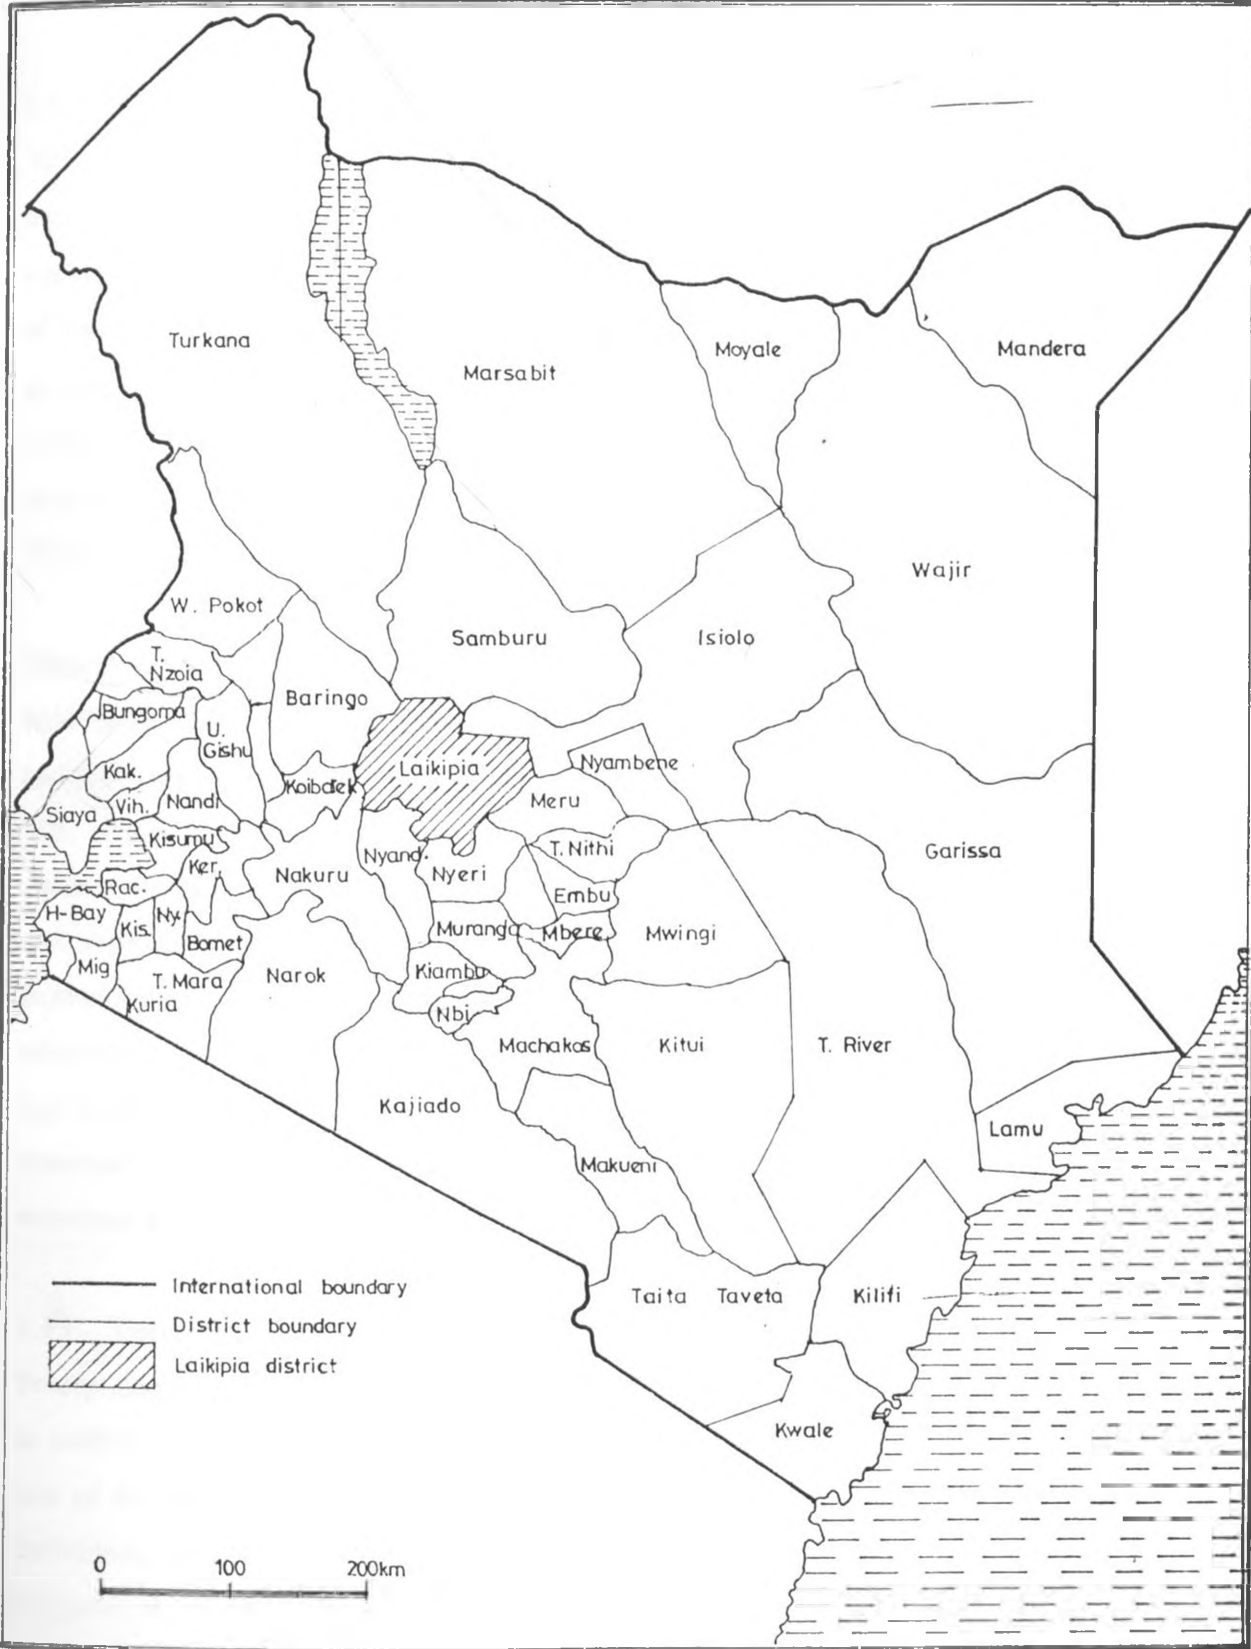 Turkana
Marsabit
Moyale
Mandera
Wajir
W. Pokot
Samburu
Isiolo
T.
Nzoia
Baringo
Bungoma
U.
Gishu
Laikipia
Nyambene
Kak.
Koibatek
Siaya
Vih.
Nandi
Meru
Kisumu
T. Nithi
Garissa
Ker.
Nakuru
Nyand.
Nyeri
Rac.
Embu
H-Bay
Kis.
Ny.
Bomet
Muranga
Mbere
Mwingi
Mig
T. Mara
Narok
Kiambu
Kuria
Nbi
Machakos
Kitui
T. River
Kajiado
Lamu
Makueni
International boundary
District boundary
Laikipia district
Taita Taveta
Kilifi
Kwale
0 100 200km